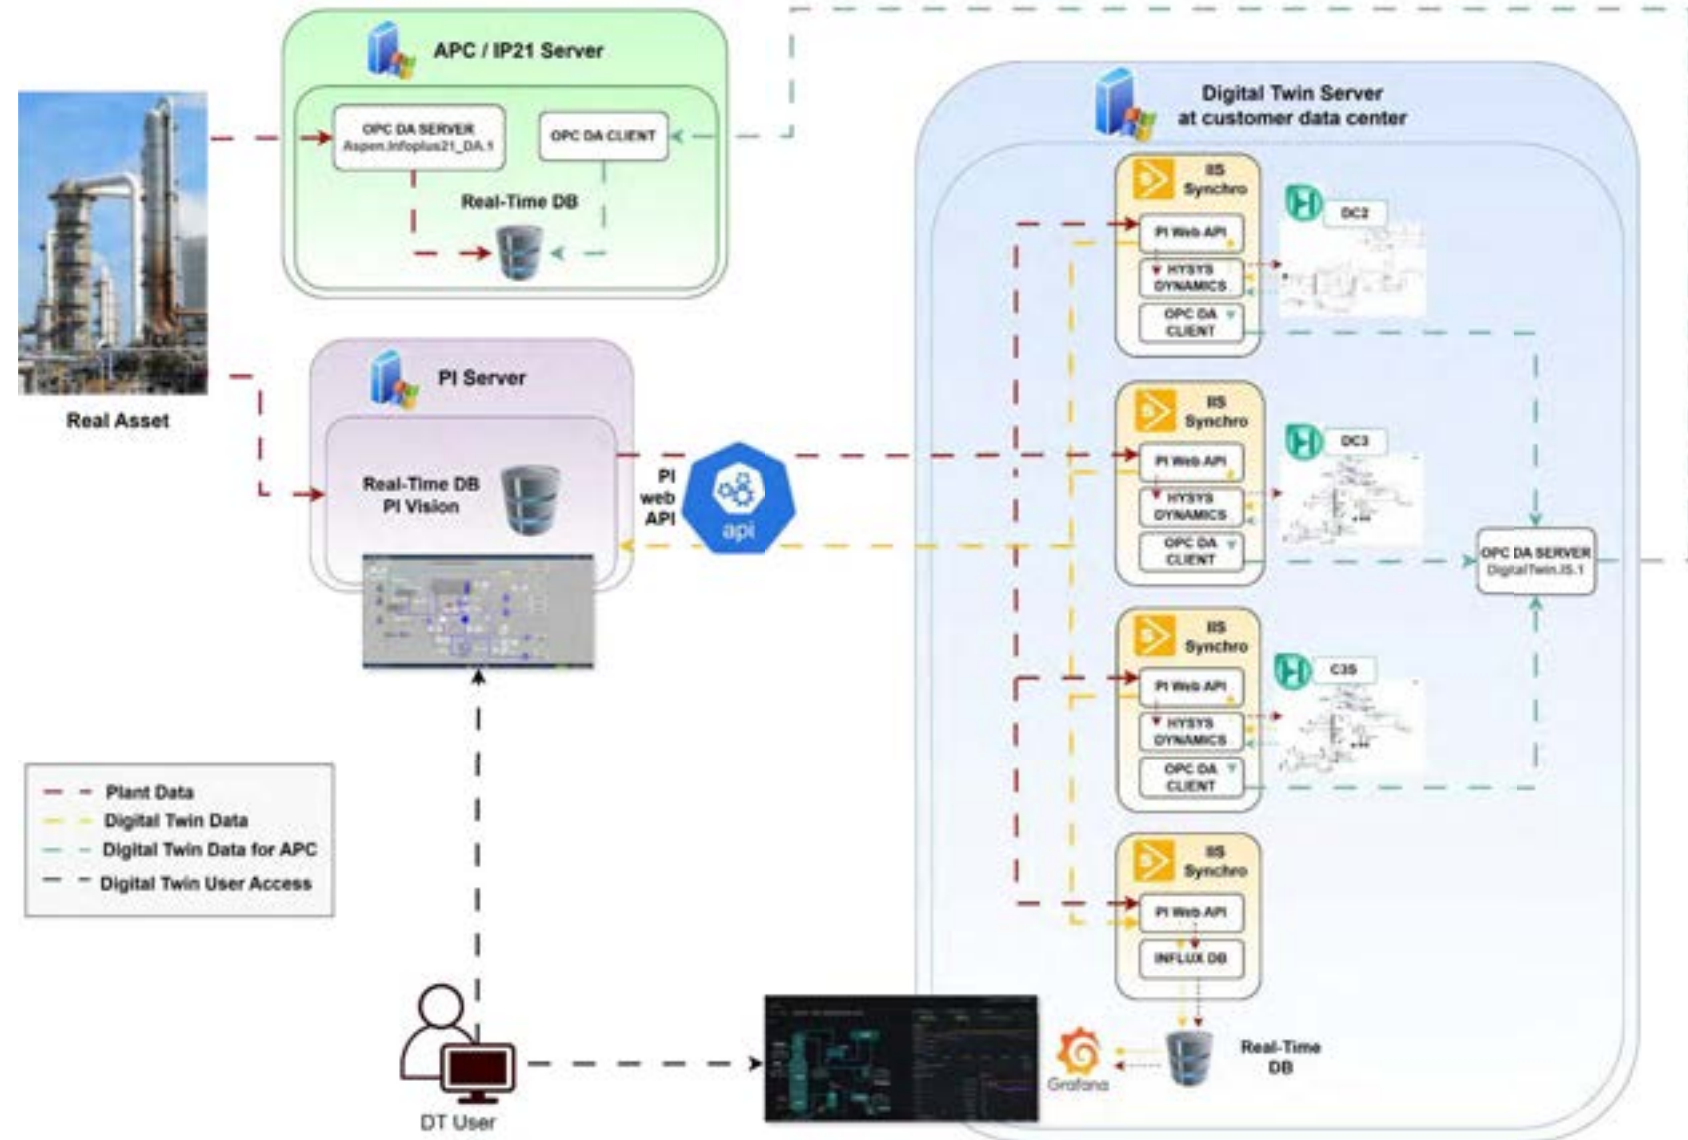 APC / IP21 Server
OPC DA SERVER
Aspen.Infoplus21_DA.1
OPC DA CLIENT
Real-Time DB
Real Asset
PI Server
Real-Time DB
PI Vision
PI
web
API
api
Plant Data
Digital Twin Data
Digital Twin Data for APC
Digital Twin User Access
DT User
Digital Twin Server
at customer data center
IIS
Synchro
PI Web API
HYSYS
DYNAMICS
OPC DA
CLIENT
DC2
IIS
Synchro
PI Web API
HYSYS
DYNAMICS
OPC DA
CLIENT
DC3
OPC DA SERVER
DigitalTwin.IS.1
IIS
Synchro
PI Web API
HYSYS
DYNAMICS
OPC DA
CLIENT
C3S
IIS
Synchro
PI Web API
INFLUX DB
Real-Time
DB
Grafana